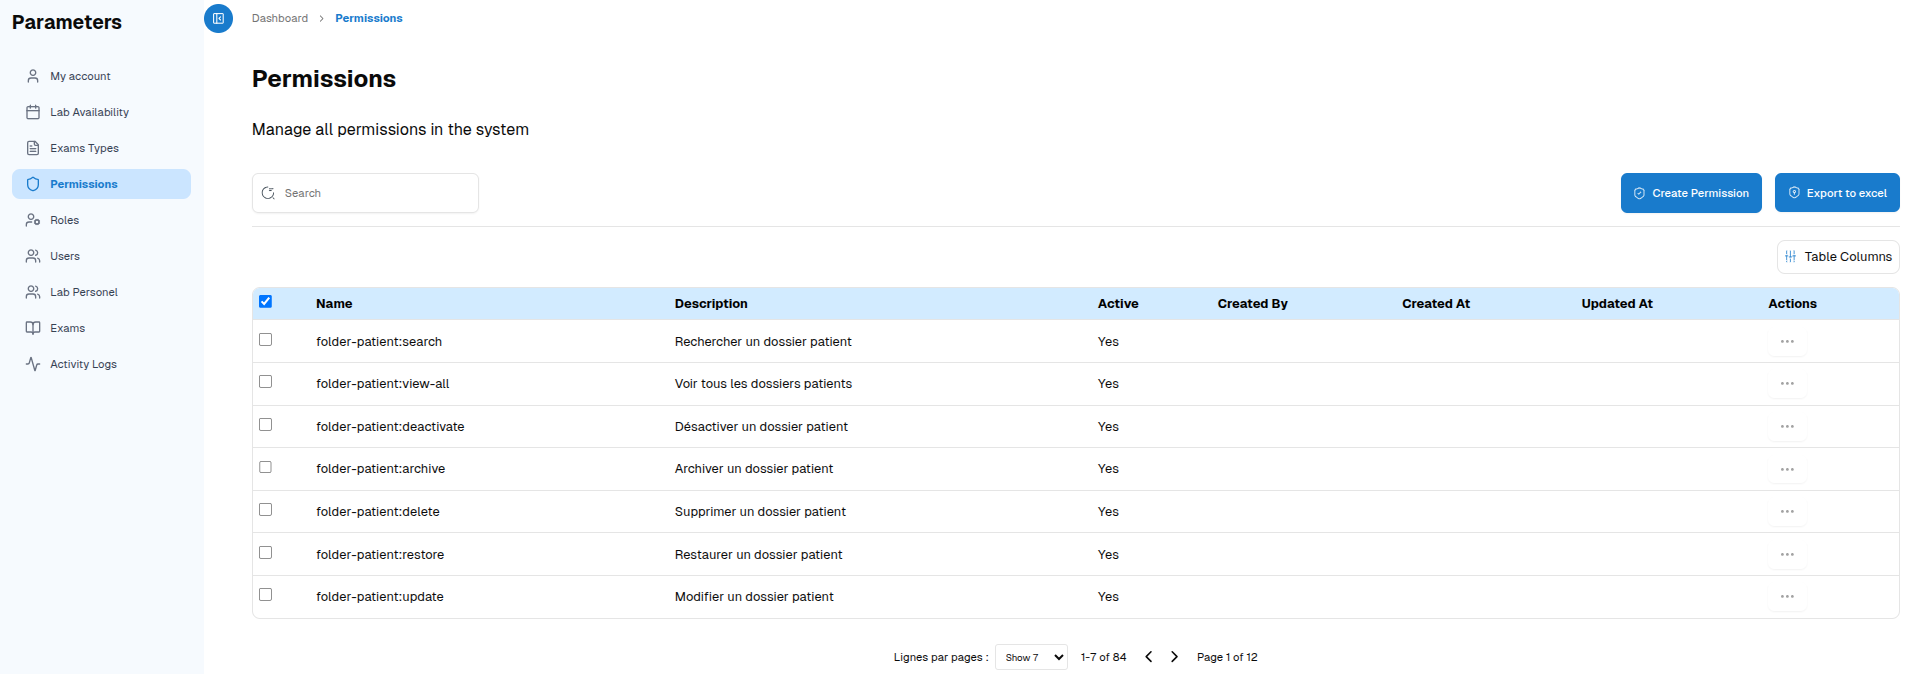 Parameters
My account
Lab Availability
Exams Types
Permissions
Roles
Users
Lab Personel
Exams
Activity Logs
Dashboard > Permissions
Permissions
Manage all permissions in the system
Search
Create Permission
Export to excel
Table Columns
Name Description Active Created By Created At Updated At Actions
folder-patient:search Rechercher un dossier patient Yes
folder-patient:view-all Voir tous les dossiers patients Yes
folder-patient:deactivate Désactiver un dossier patient Yes
folder-patient:archive Archiver un dossier patient Yes
folder-patient:delete Supprimer un dossier patient Yes
folder-patient:restore Restaurer un dossier patient Yes
folder-patient:update Modifier un dossier patient Yes
Lignes par pages : Show 7 1-7 of 84 Page 1 of 12